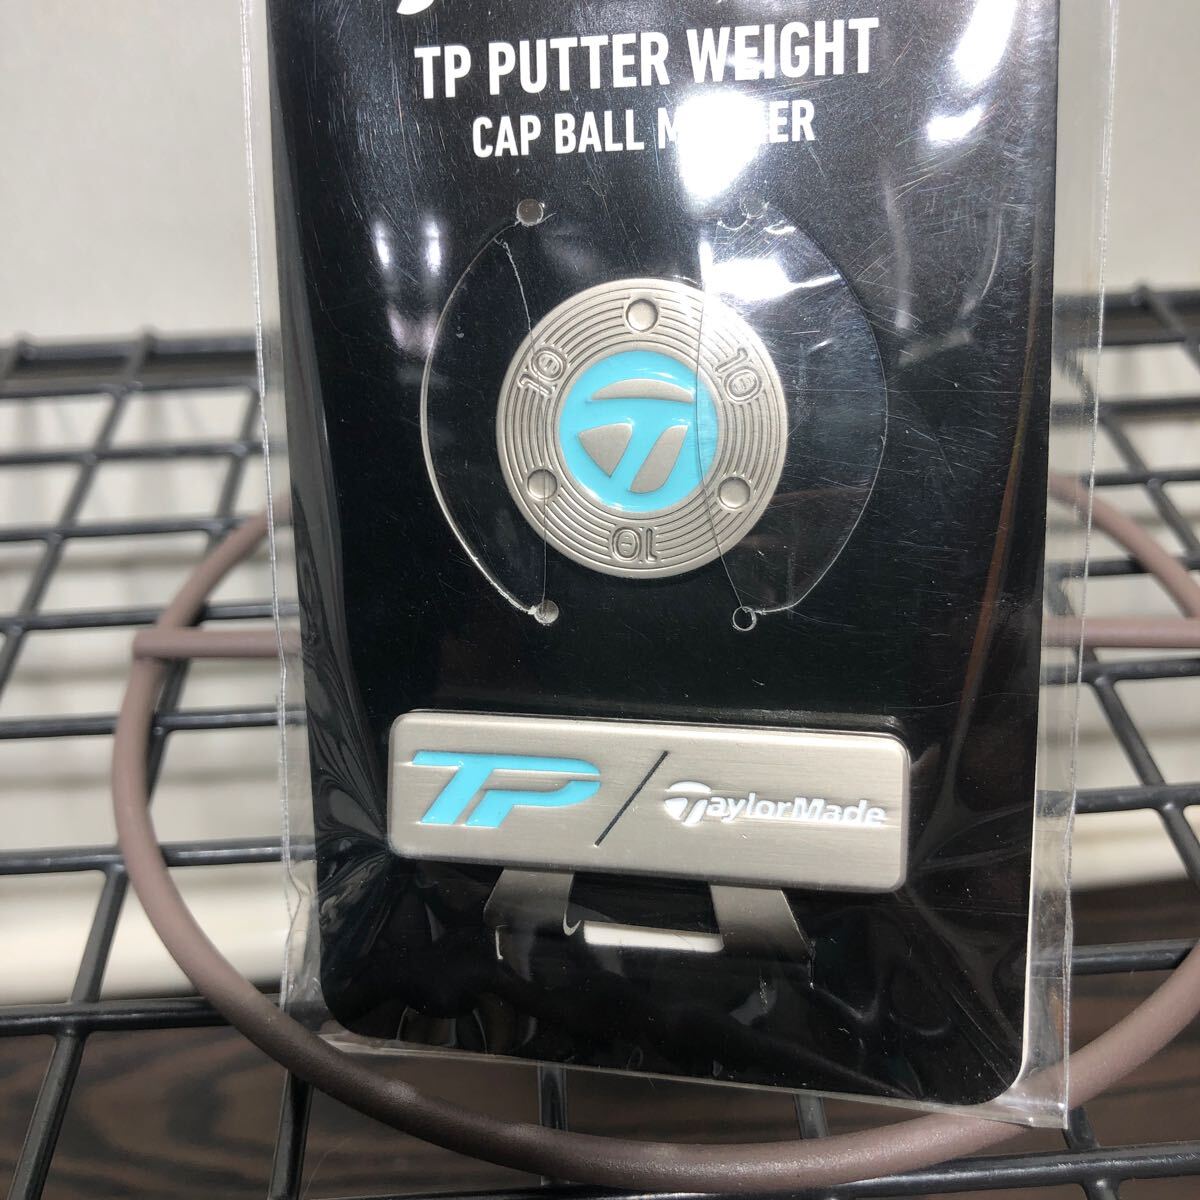 TP PUTTER WEIGHT
CAP BALL
10 10
10
TP / TaylorMade